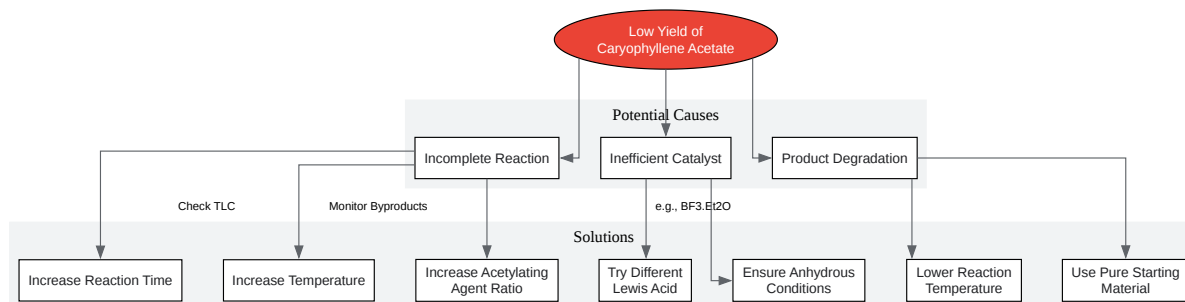 Low Yield of
Caryophyllene Acetate
Potential Causes
Incomplete Reaction
Inefficient Catalyst
Product Degradation
Check TLC
Monitor Byproducts
e.g., BF3.Et2O
Solutions
Increase Reaction Time
Increase Temperature
Increase Acetylating
Agent Ratio
Try Different
Lewis Acid
Ensure Anhydrous
Conditions
Lower Reaction
Temperature
Use Pure Starting
Material